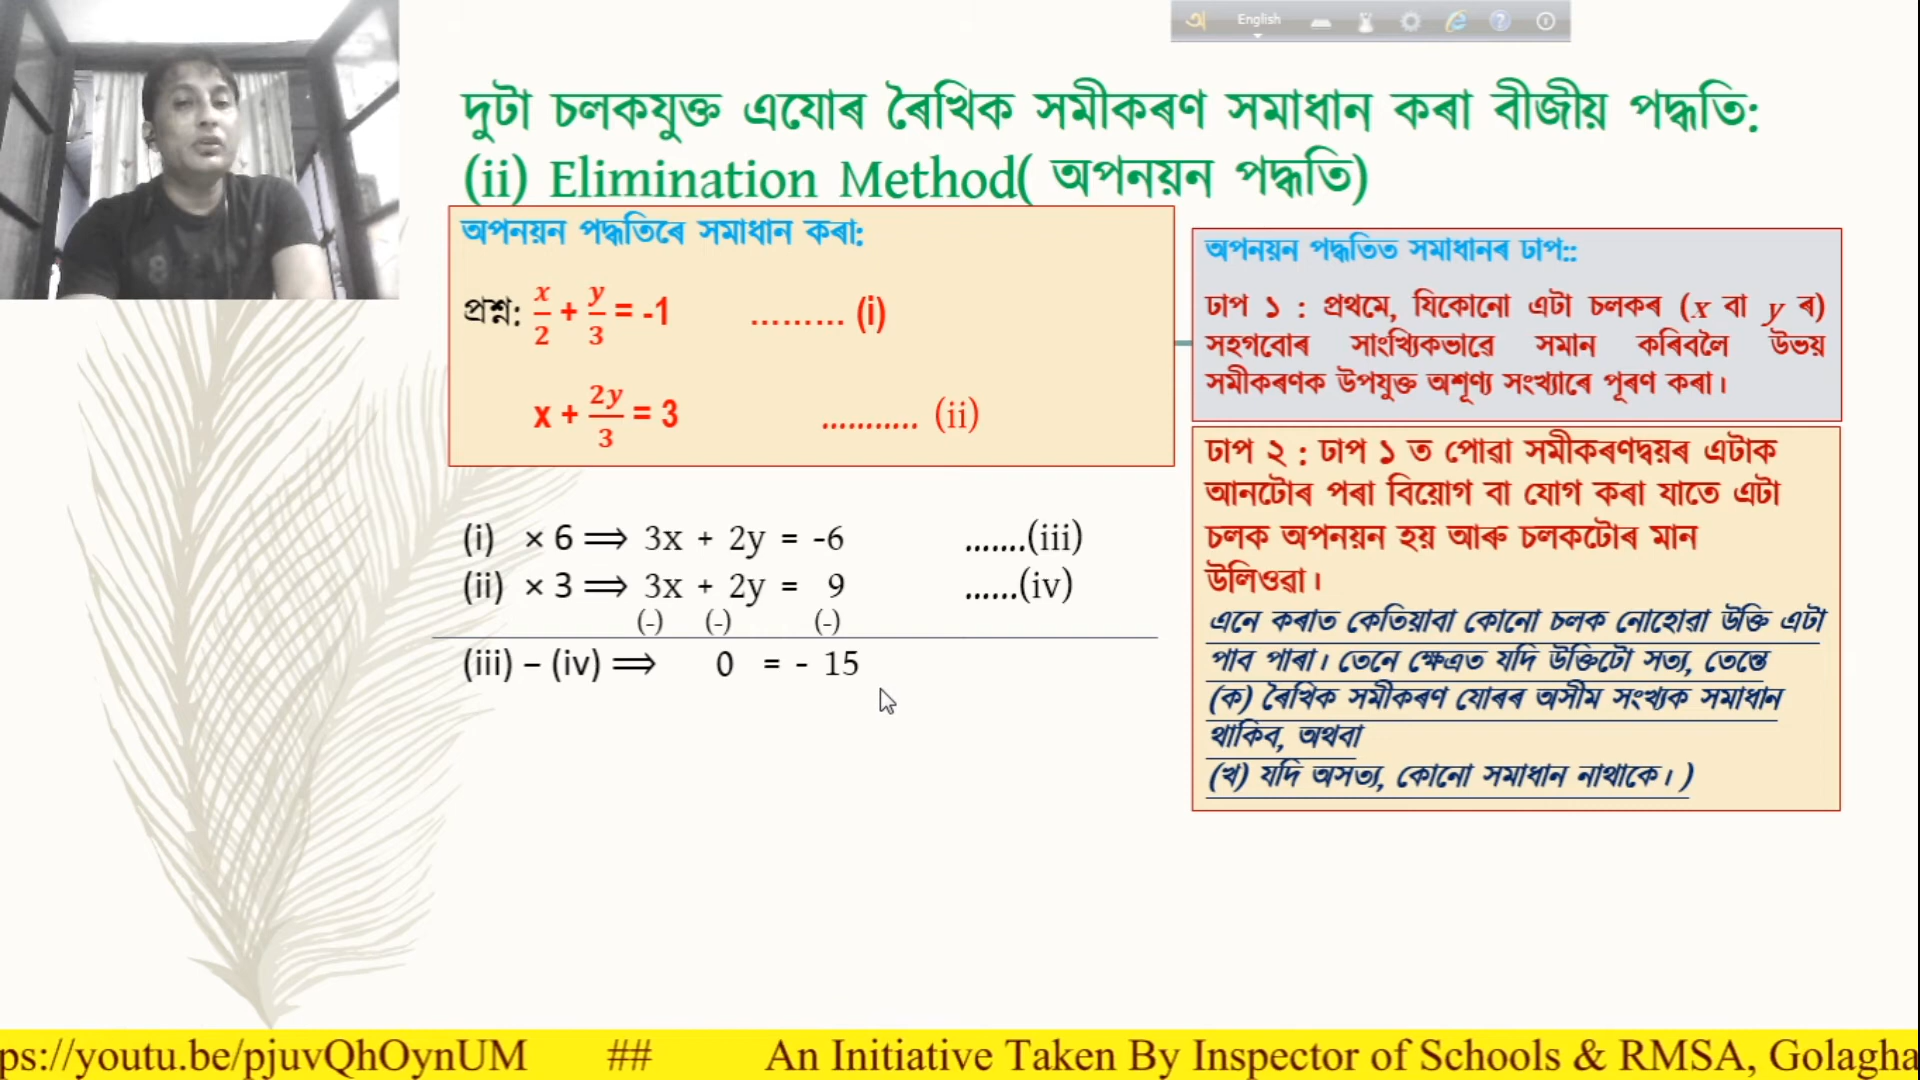 অ English
দুটা চলকযুক্ত এযোৰ ৰৈখিক সমীকৰণ সমাধান কৰা বীজীয় পদ্ধতি:
(ii) Elimination Method( অপনয়ন পদ্ধতি)
অপনয়ন পদ্ধতিৰে সমাধান কৰা:
প্ৰশ্ন: x/2 + y/3 = -1 ……… (i)
x + 2y/3 = 3 ……….. (ii)
(i) × 6 ⟹ 3x + 2y = -6 …….(iii)
(ii) × 3 ⟹ 3x + 2y = 9 ……(iv)
(-) (-) (-)
(iii) – (iv) ⟹ 0 = - 15
অপনয়ন পদ্ধতিত সমাধানৰ ঢাপ::
ঢাপ ১ : প্ৰথমে, যিকোনো এটা চলকৰ (x বা y ৰ)
সহগবোৰ সাংখ্যিকভাৱে সমান কৰিবলৈ উভয়
সমীকৰণক উপযুক্ত অশূণ্য সংখ্যাৰে পূৰণ কৰা।
ঢাপ ২ : ঢাপ ১ ত পোৱা সমীকৰণদ্বয়ৰ এটাক
আনটোৰ পৰা বিয়োগ বা যোগ কৰা যাতে এটা
চলক অপনয়ন হয় আৰু চলকটোৰ মান
উলিওৱা।
এনে কৰাত কেতিয়াবা কোনো চলক নোহোৱা উক্তি এটা
পাব পাৰা। তেনে ক্ষেত্ৰত যদি উক্তিটো সত্য, তেন্তে
(ক) ৰৈখিক সমীকৰণ যোৰৰ অসীম সংখ্যক সমাধান
থাকিব, অথবা
(খ) যদি অসত্য, কোনো সমাধান নাথাকে। )
ps://youtu.be/pjuvQhOynUM ## An Initiative Taken By Inspector of Schools & RMSA, Golagha